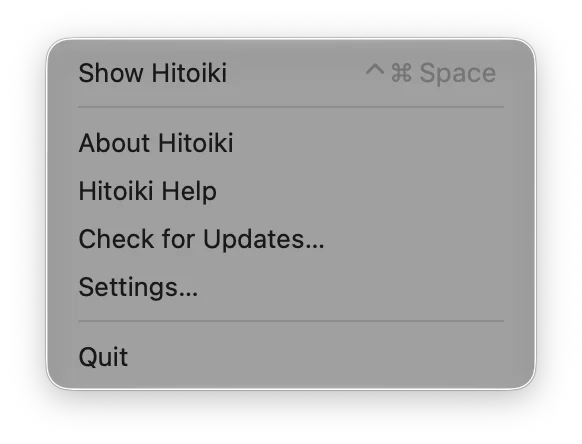 Show Hitoiki ^⌘ Space
About Hitoiki
Hitoiki Help
Check for Updates...
Settings...
Quit